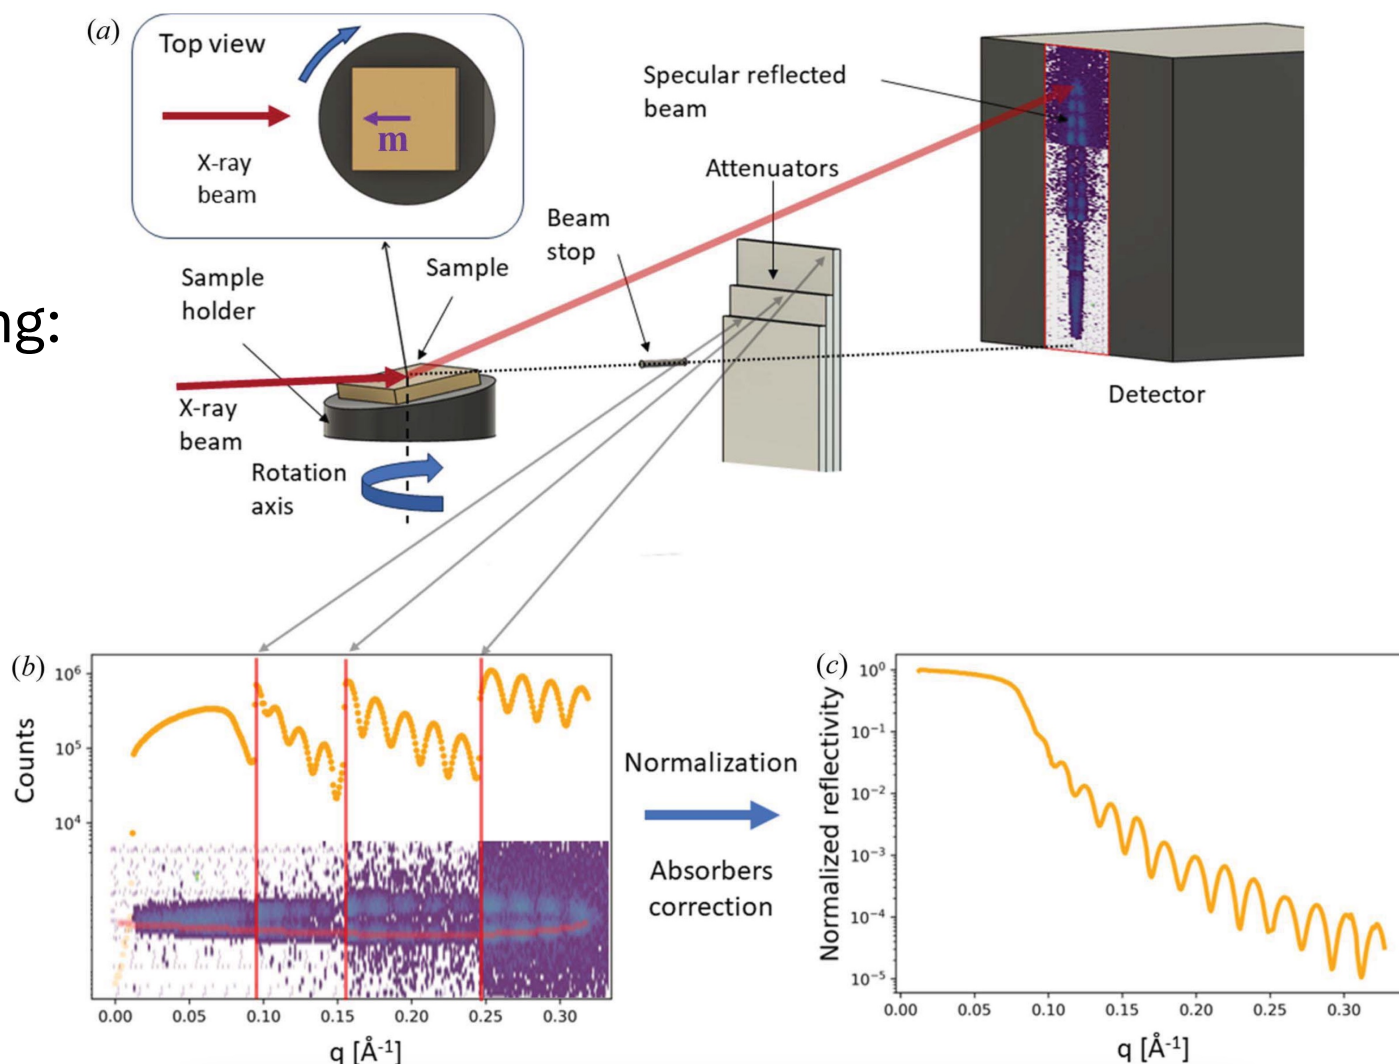 (a)
Top view
X-ray
beam
m
Specular reflected
beam
Attenuators
Beam
stop
Sample
holder
Sample
ng:
X-ray
beam
Rotation
axis
Detector
(b)
10⁶
10⁵
10⁴
Counts
0.00 0.05 0.10 0.15 0.20 0.25 0.30
q [Å⁻¹]
Normalization
Absorbers
correction
(c)
10⁰
10⁻¹
10⁻²
10⁻³
10⁻⁴
10⁻⁵
Normalized reflectivity
0.00 0.05 0.10 0.15 0.20 0.25 0.30
q [Å⁻¹]